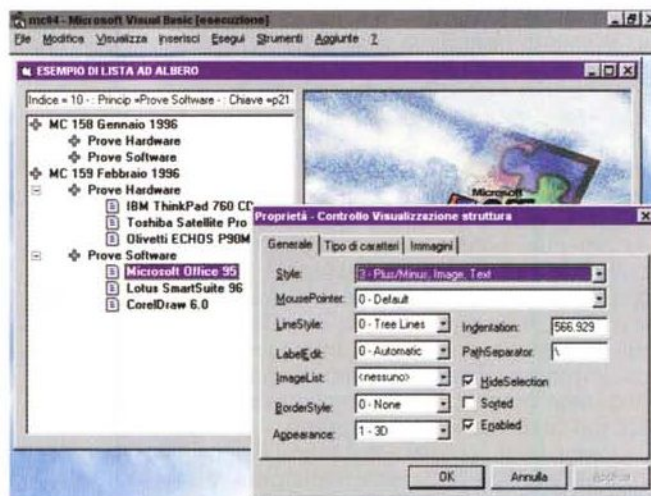 mc94 - Microsoft Visual Basic [esecuzione]
File Modifica Visualizza Inserisci Esegui Strumenti Aggiunte ?
ESEMPIO DI LISTA AD ALBERO
Indice = 10 - : Princip =Prove Software - : Chiave =p21
MC 158 Gennaio 1996
Prove Hardware
Prove Software
MC 159 Febbraio 1996
Prove Hardware
IBM ThinkPad 760 CD
Toshiba Satellite Pro
Olivetti ECHOS P90M
Prove Software
Microsoft Office 95
Lotus SmartSuite 96
CorelDraw 6.0
Microsoft
Proprietà - Controllo Visualizzazione struttura
Generale Tipo di caratteri Immagini
Style: 3 - Plus/Minus, Image, Text
MousePointer: 0 - Default
LineStyle: 0 - Tree Lines Indentation: 566.929
LabelEdit: 0 - Automatic PathSeparator: \
ImageList: <nessuno> HideSelection
BorderStyle: 0 - None Sorted
Appearance: 1 - 3D Enabled
OK Annulla